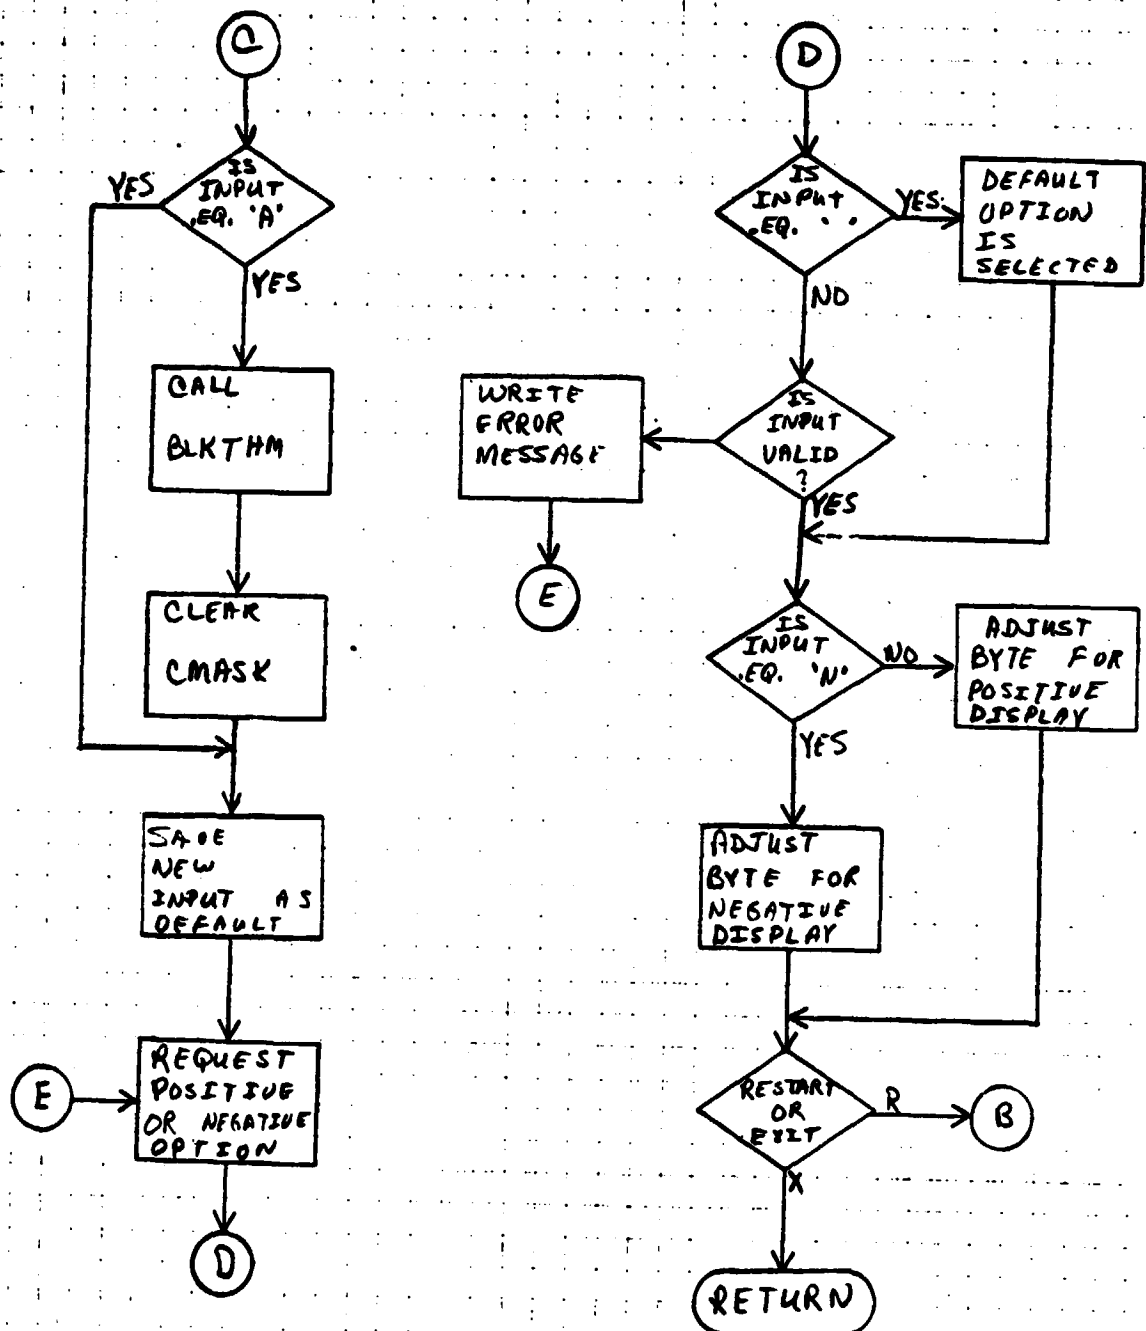 C
IS
INPUT
.EQ. 'A'
YES
YES
CALL
BLKTHM
CLEAR
CMASK
SAVE
NEW
INPUT AS
DEFAULT
E
REQUEST
POSITIVE
OR NEGATIVE
OPTION
D
D
IS
INPUT
.EQ. ' '
YES
DEFAULT
OPTION
IS
SELECTED
NO
IS
INPUT
VALID
?
WRITE
ERROR
MESSAGE
E
YES
IS
INPUT
.EQ. 'N'
NO
ADJUST
BYTE FOR
POSITIVE
DISPLAY
YES
ADJUST
BYTE FOR
NEGATIVE
DISPLAY
RESTART
OR
EXIT
R
B
X
RETURN